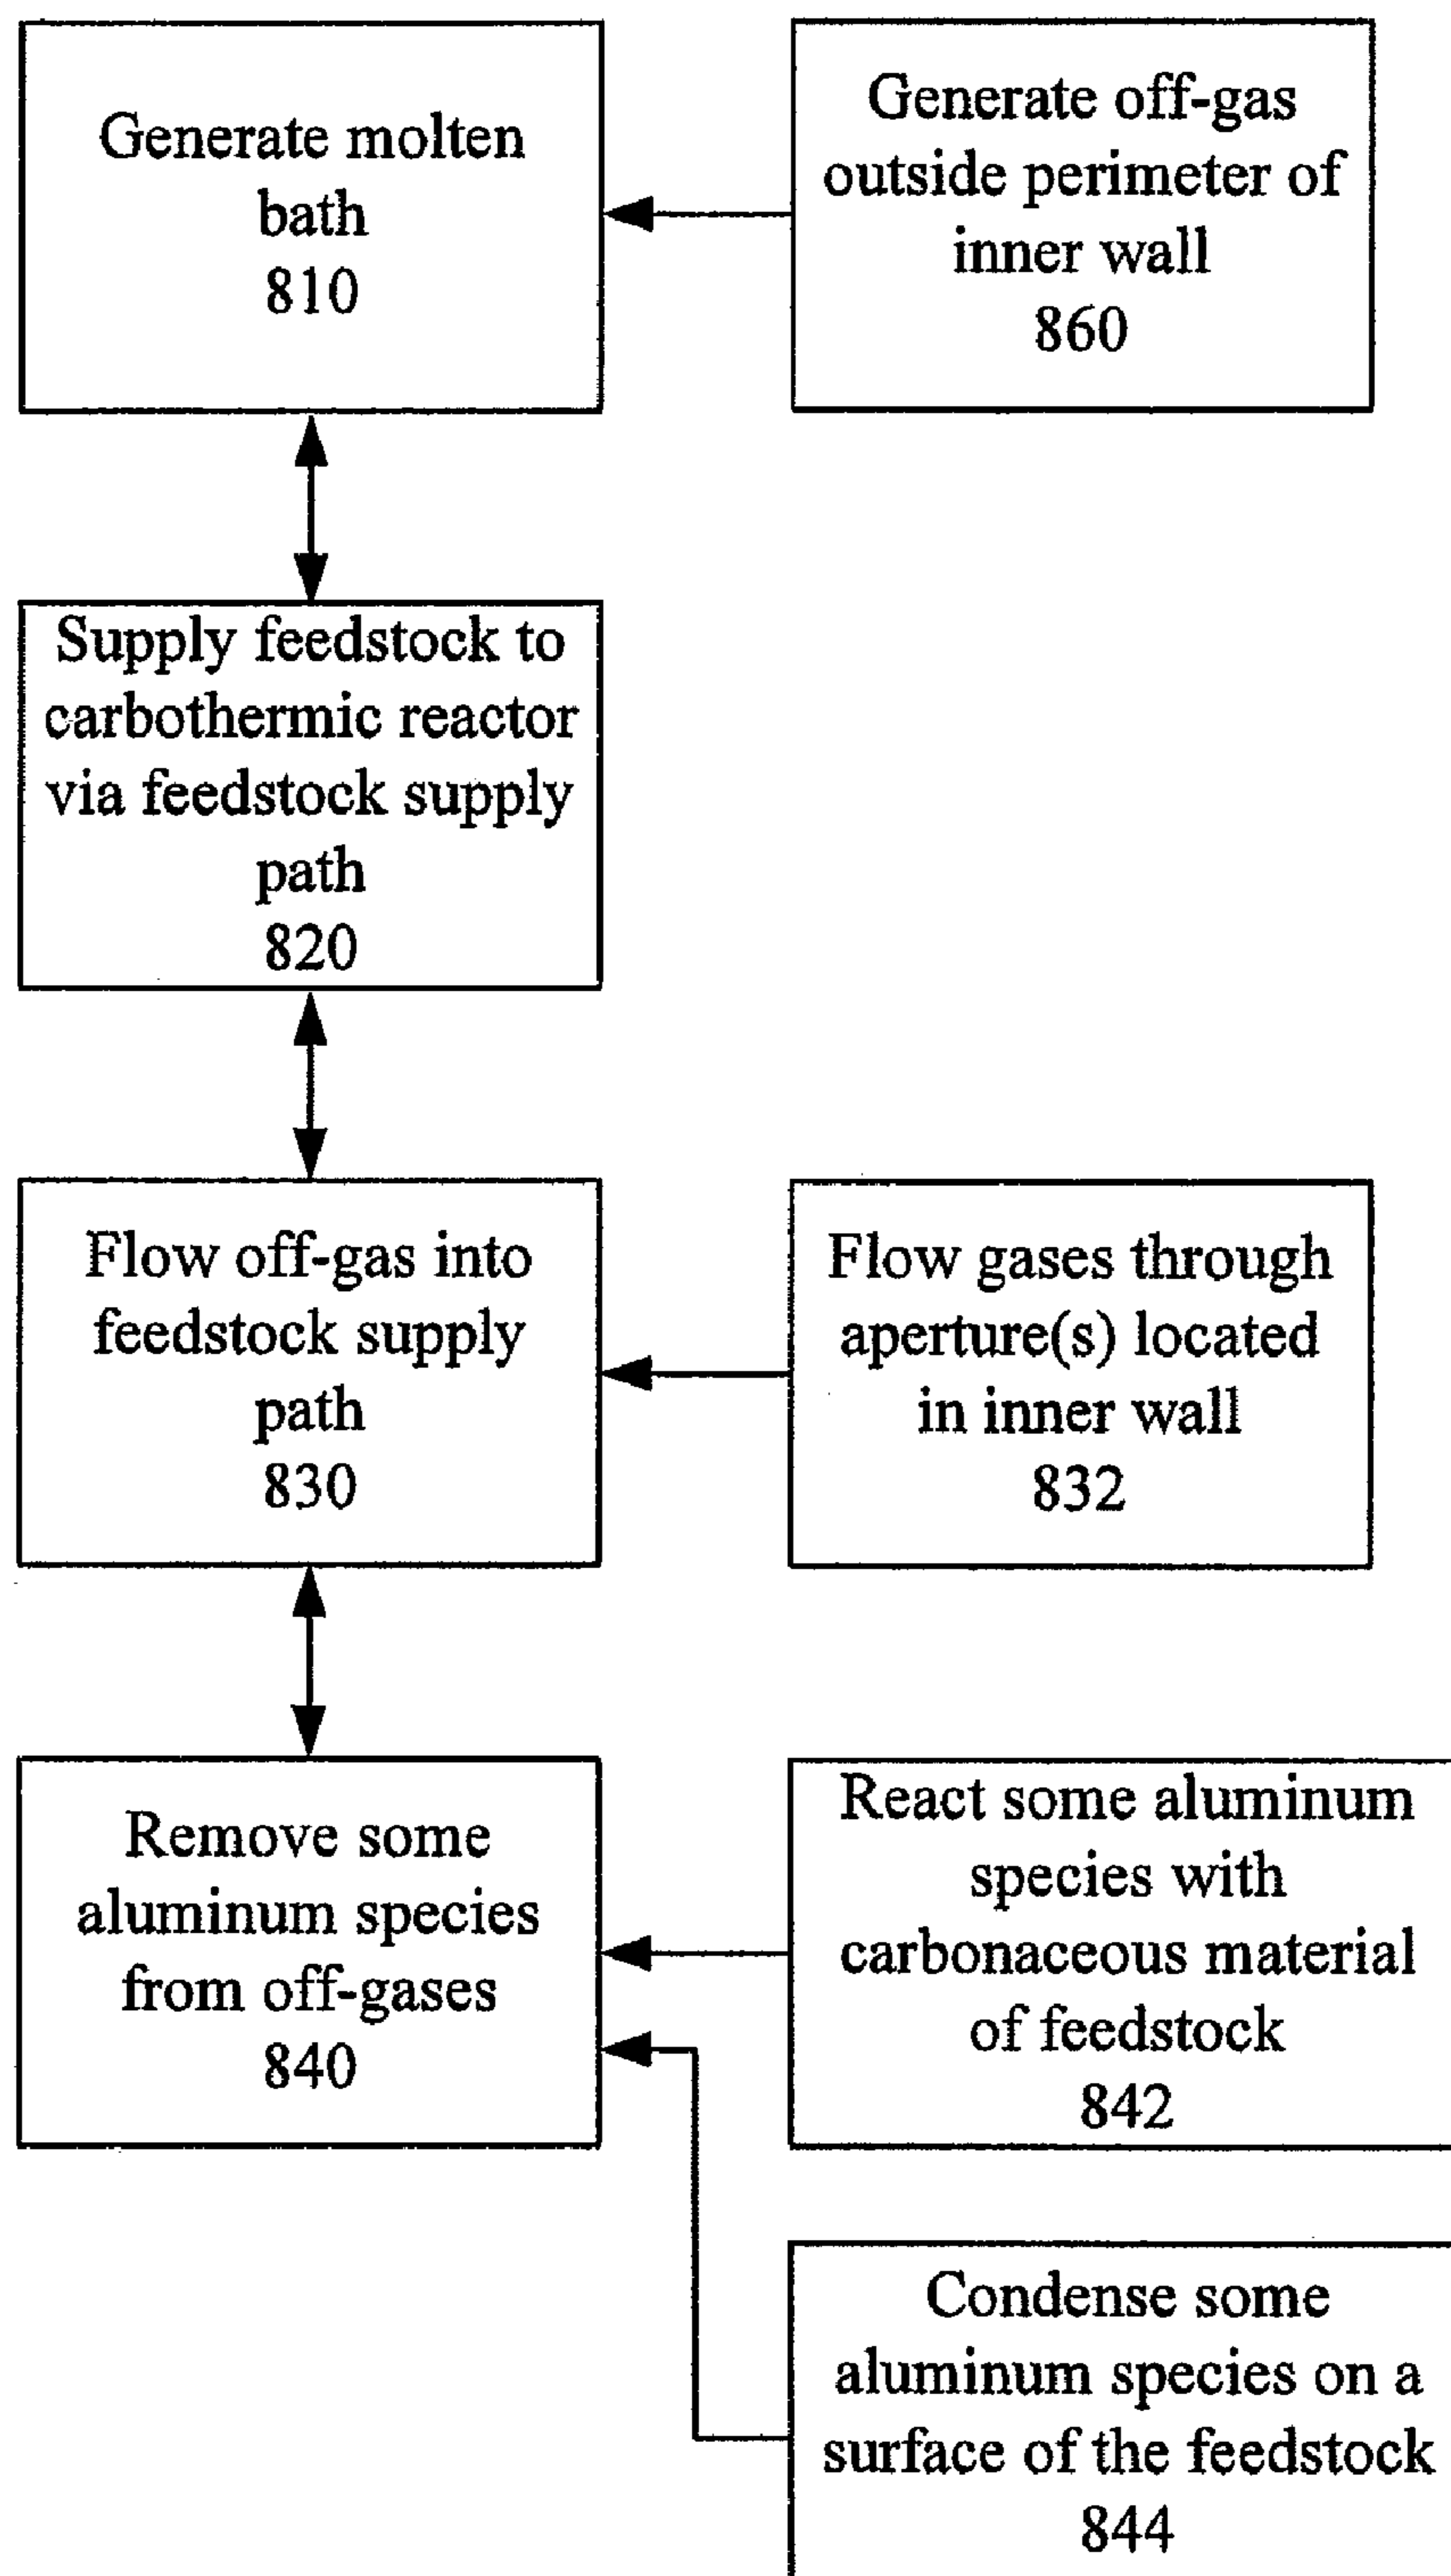 Generate molten
bath
810
Generate off-gas
outside perimeter of
inner wall
860
Supply feedstock to
carbothermic reactor
via feedstock supply
path
820
Flow off-gas into
feedstock supply
path
830
Flow gases through
aperture(s) located
in inner wall
832
Remove some
aluminum species
from off-gases
840
React some aluminum
species with
carbonaceous material
of feedstock
842
Condense some
aluminum species on a
surface of the feedstock
844